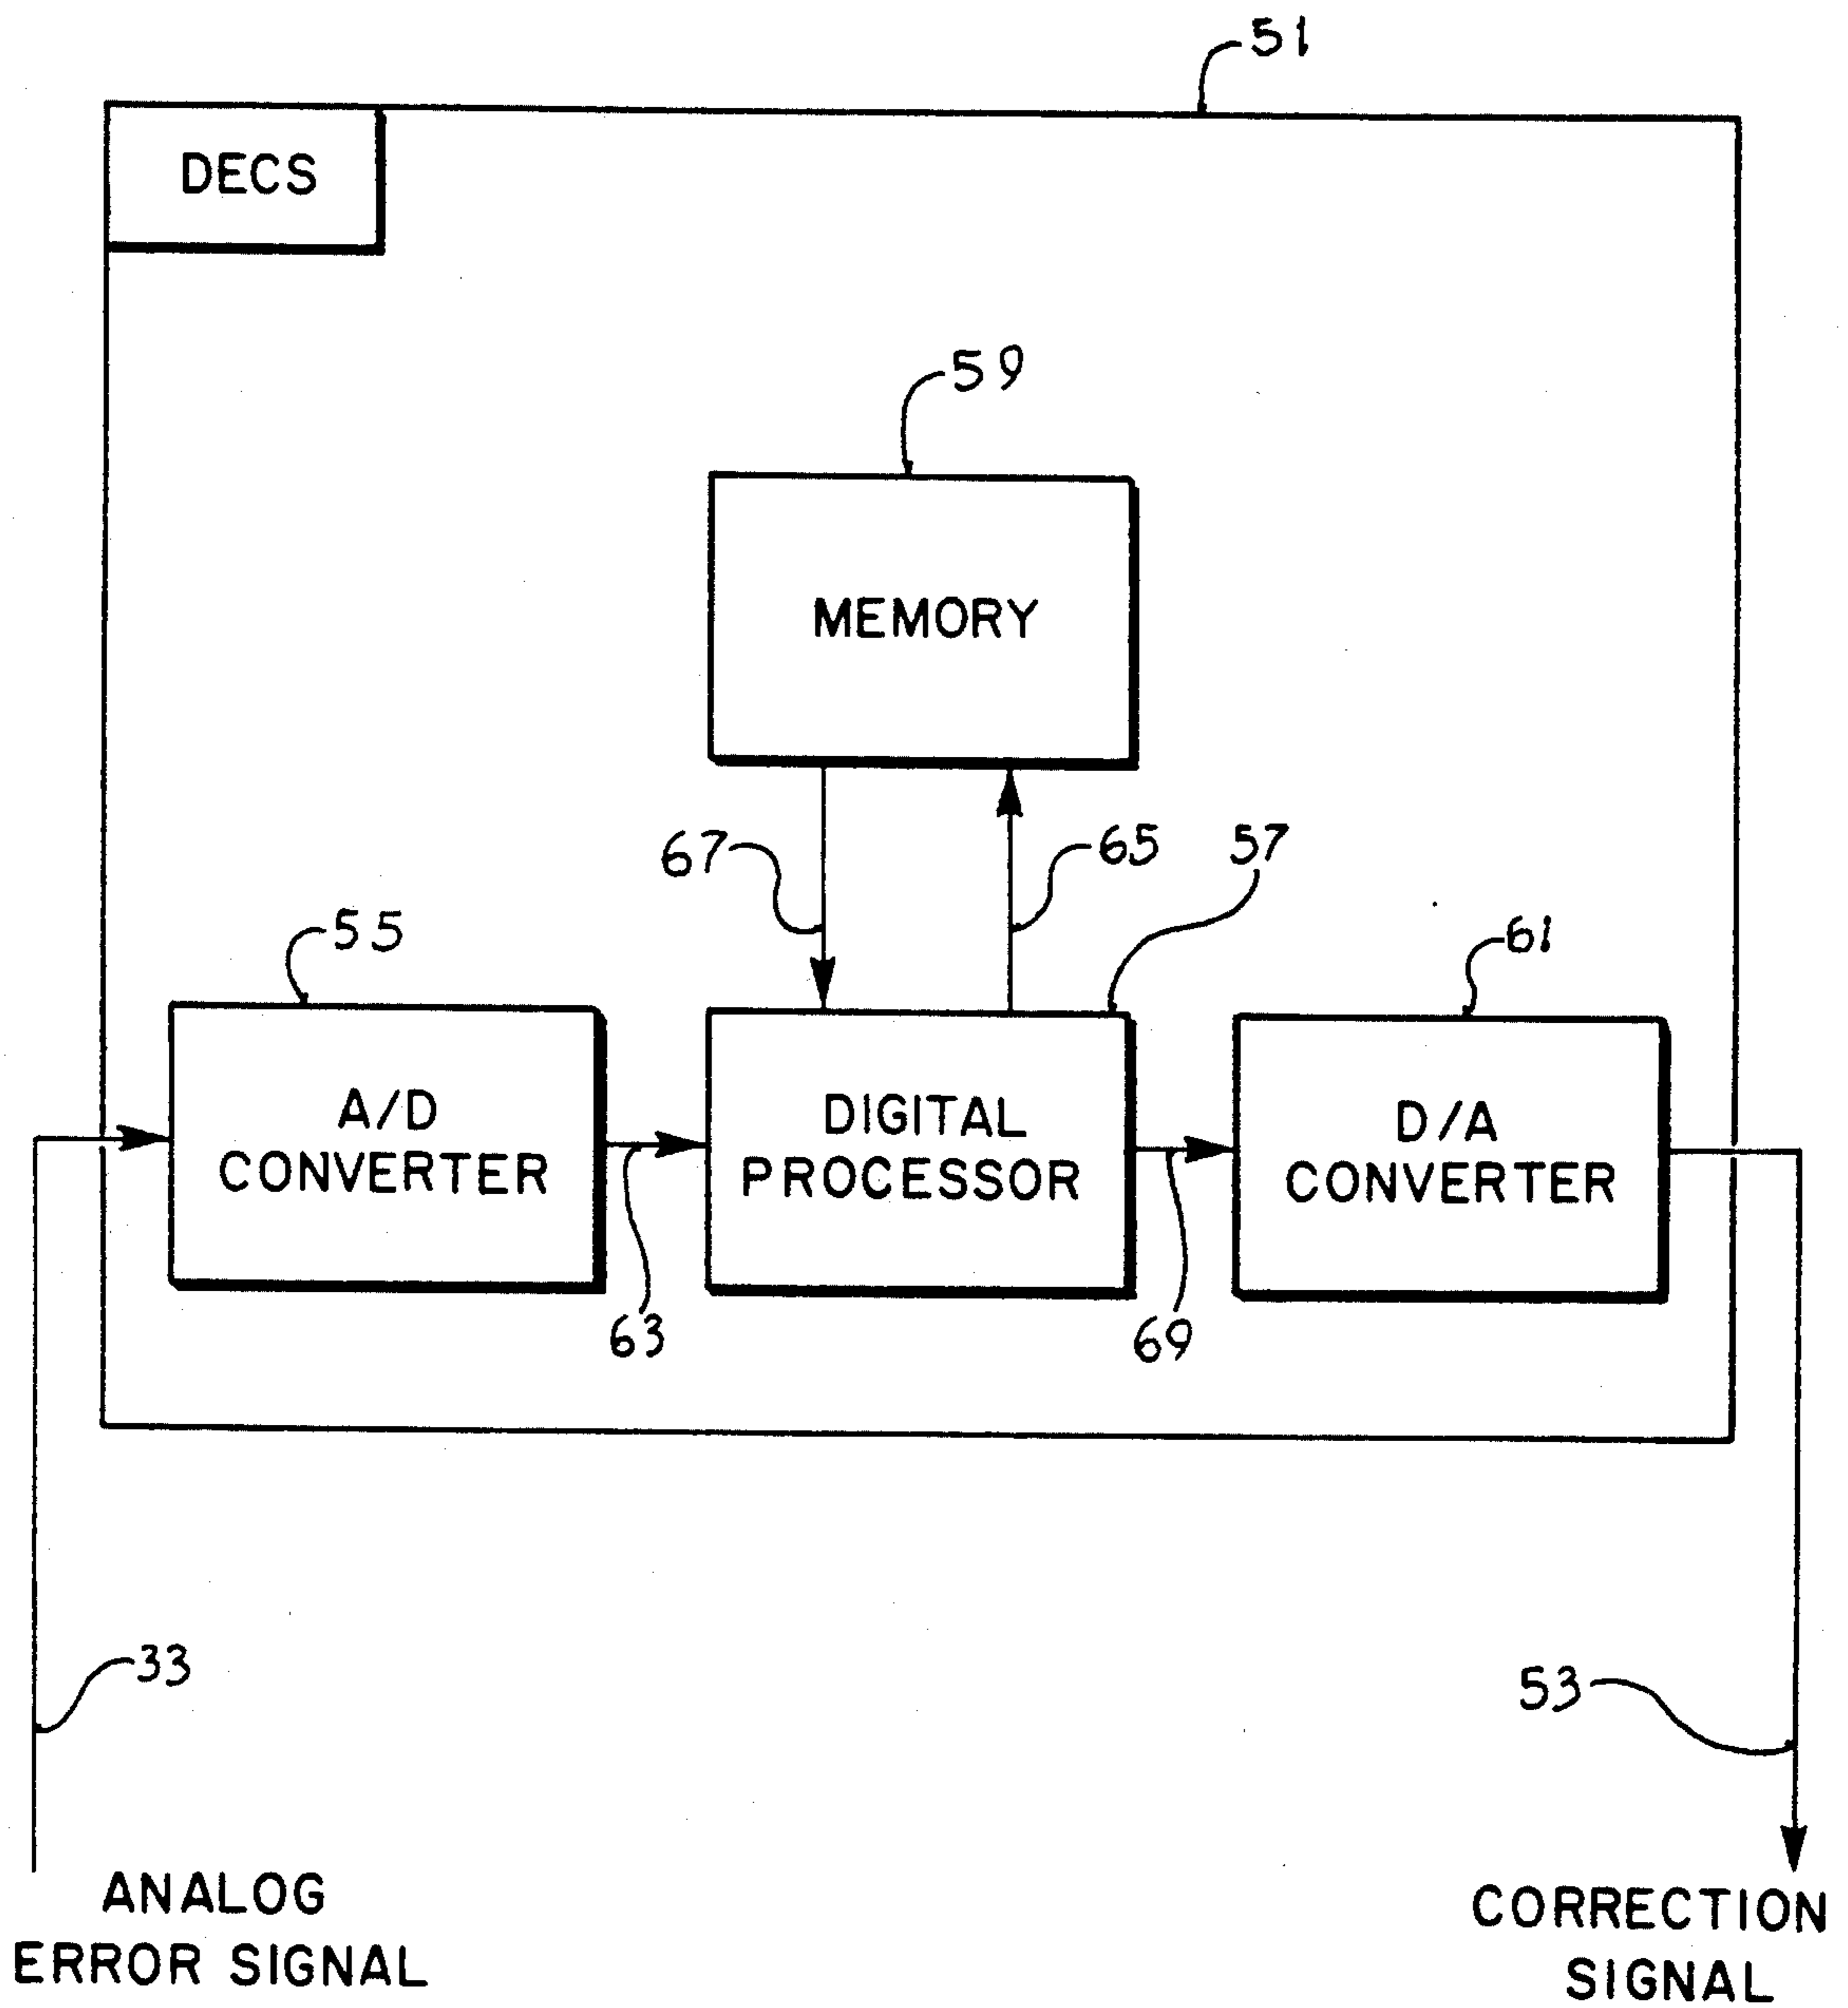 51
DECS
59
MEMORY
67
65
57
55
61
A/D
CONVERTER
DIGITAL
PROCESSOR
D/A
CONVERTER
63
69
33
53
ANALOG
ERROR SIGNAL
CORRECTION
SIGNAL